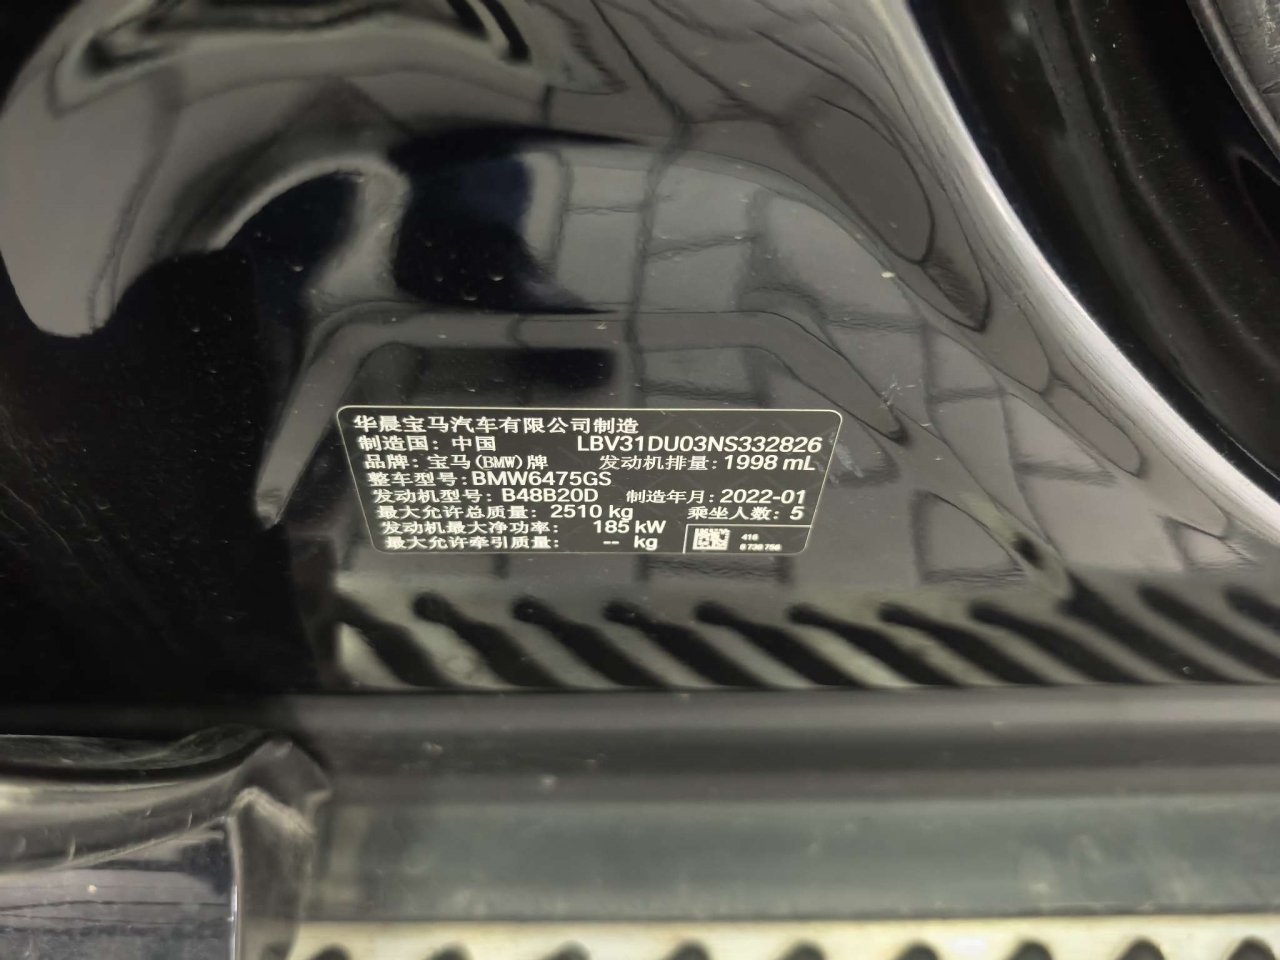 华晨宝马汽车有限公司制造
制造国: 中国 LBV31DU03NS332826
品牌: 宝马(BMW)牌 发动机排量: 1998 mL
整车型号: BMW6475GS
发动机型号: B48B20D 制造年月: 2022-01
最大允许总质量: 2510 kg 乘坐人数: 5
发动机最大净功率: 185 kW
最大允许牵引质量: -- kg
416